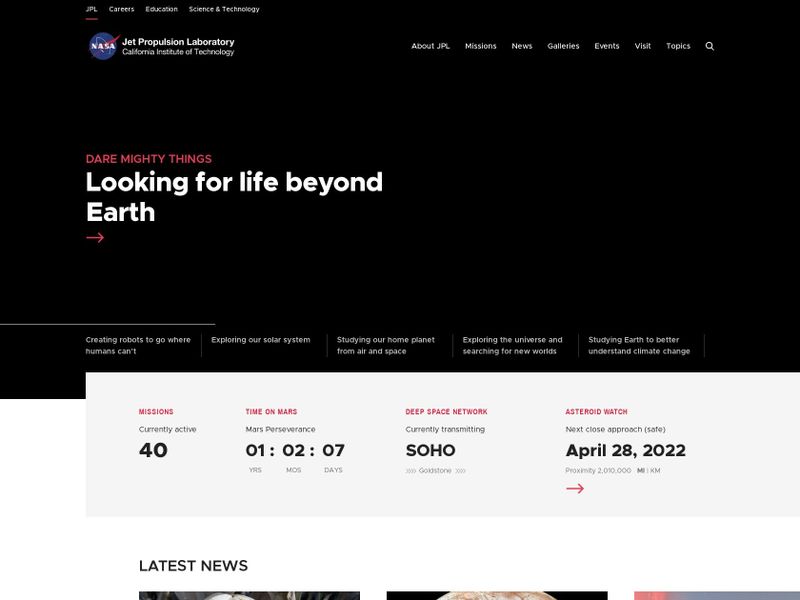 JPL Careers Education Science & Technology
NASA
Jet Propulsion Laboratory
California Institute of Technology
About JPL Missions News Galleries Events Visit Topics
DARE MIGHTY THINGS
Looking for life beyond
Earth
Creating robots to go where
humans can't
Exploring our solar system
Studying our home planet
from air and space
Exploring the universe and
searching for new worlds
Studying Earth to better
understand climate change
MISSIONS
Currently active
40
TIME ON MARS
Mars Perseverance
01 : 02 : 07
YRS MOS DAYS
DEEP SPACE NETWORK
Currently transmitting
SOHO
Goldstone
ASTEROID WATCH
Next close approach (safe)
April 28, 2022
Proximity 2,010,000 MI | KM
LATEST NEWS